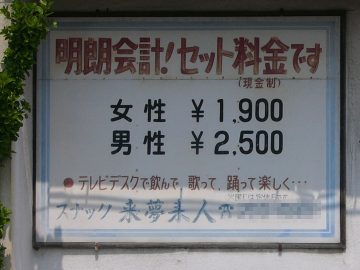 明朗会計!セット料金です
(現金制)
女性 ¥1,900
男性 ¥2,500
●テレビデスクで飲んで、歌って、踊って楽しく…
スナック 来夢来人☎